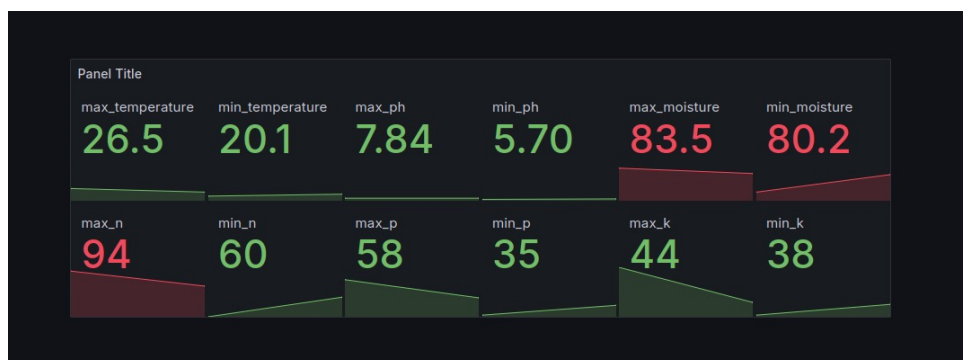 Panel Title
max_temperature min_temperature max_ph min_ph max_moisture min_moisture
26.5 20.1 7.84 5.70 83.5 80.2
max_n min_n max_p min_p max_k min_k
94 60 58 35 44 38